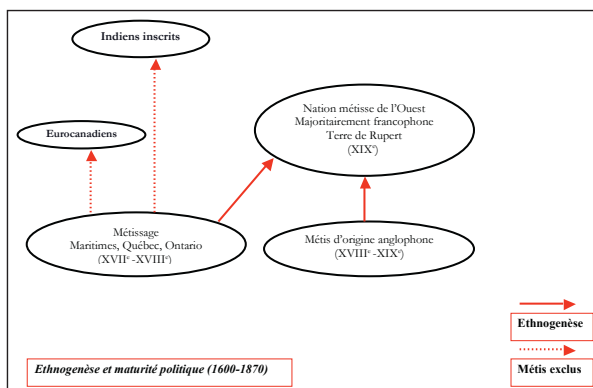 Indiens inscrits
Nation métisse de l'Ouest
Majoritairement francophone
Terre de Rupert
(XIXᵉ)
Eurocanadiens
Métissage
Maritimes, Québec, Ontario
(XVIIᵉ -XVIIIᵉ)
Métis d'origine anglophone
(XVIIIᵉ -XIXᵉ)
Ethnogenèse
Ethnogenèse et maturité politique (1600-1870)
Métis exclus